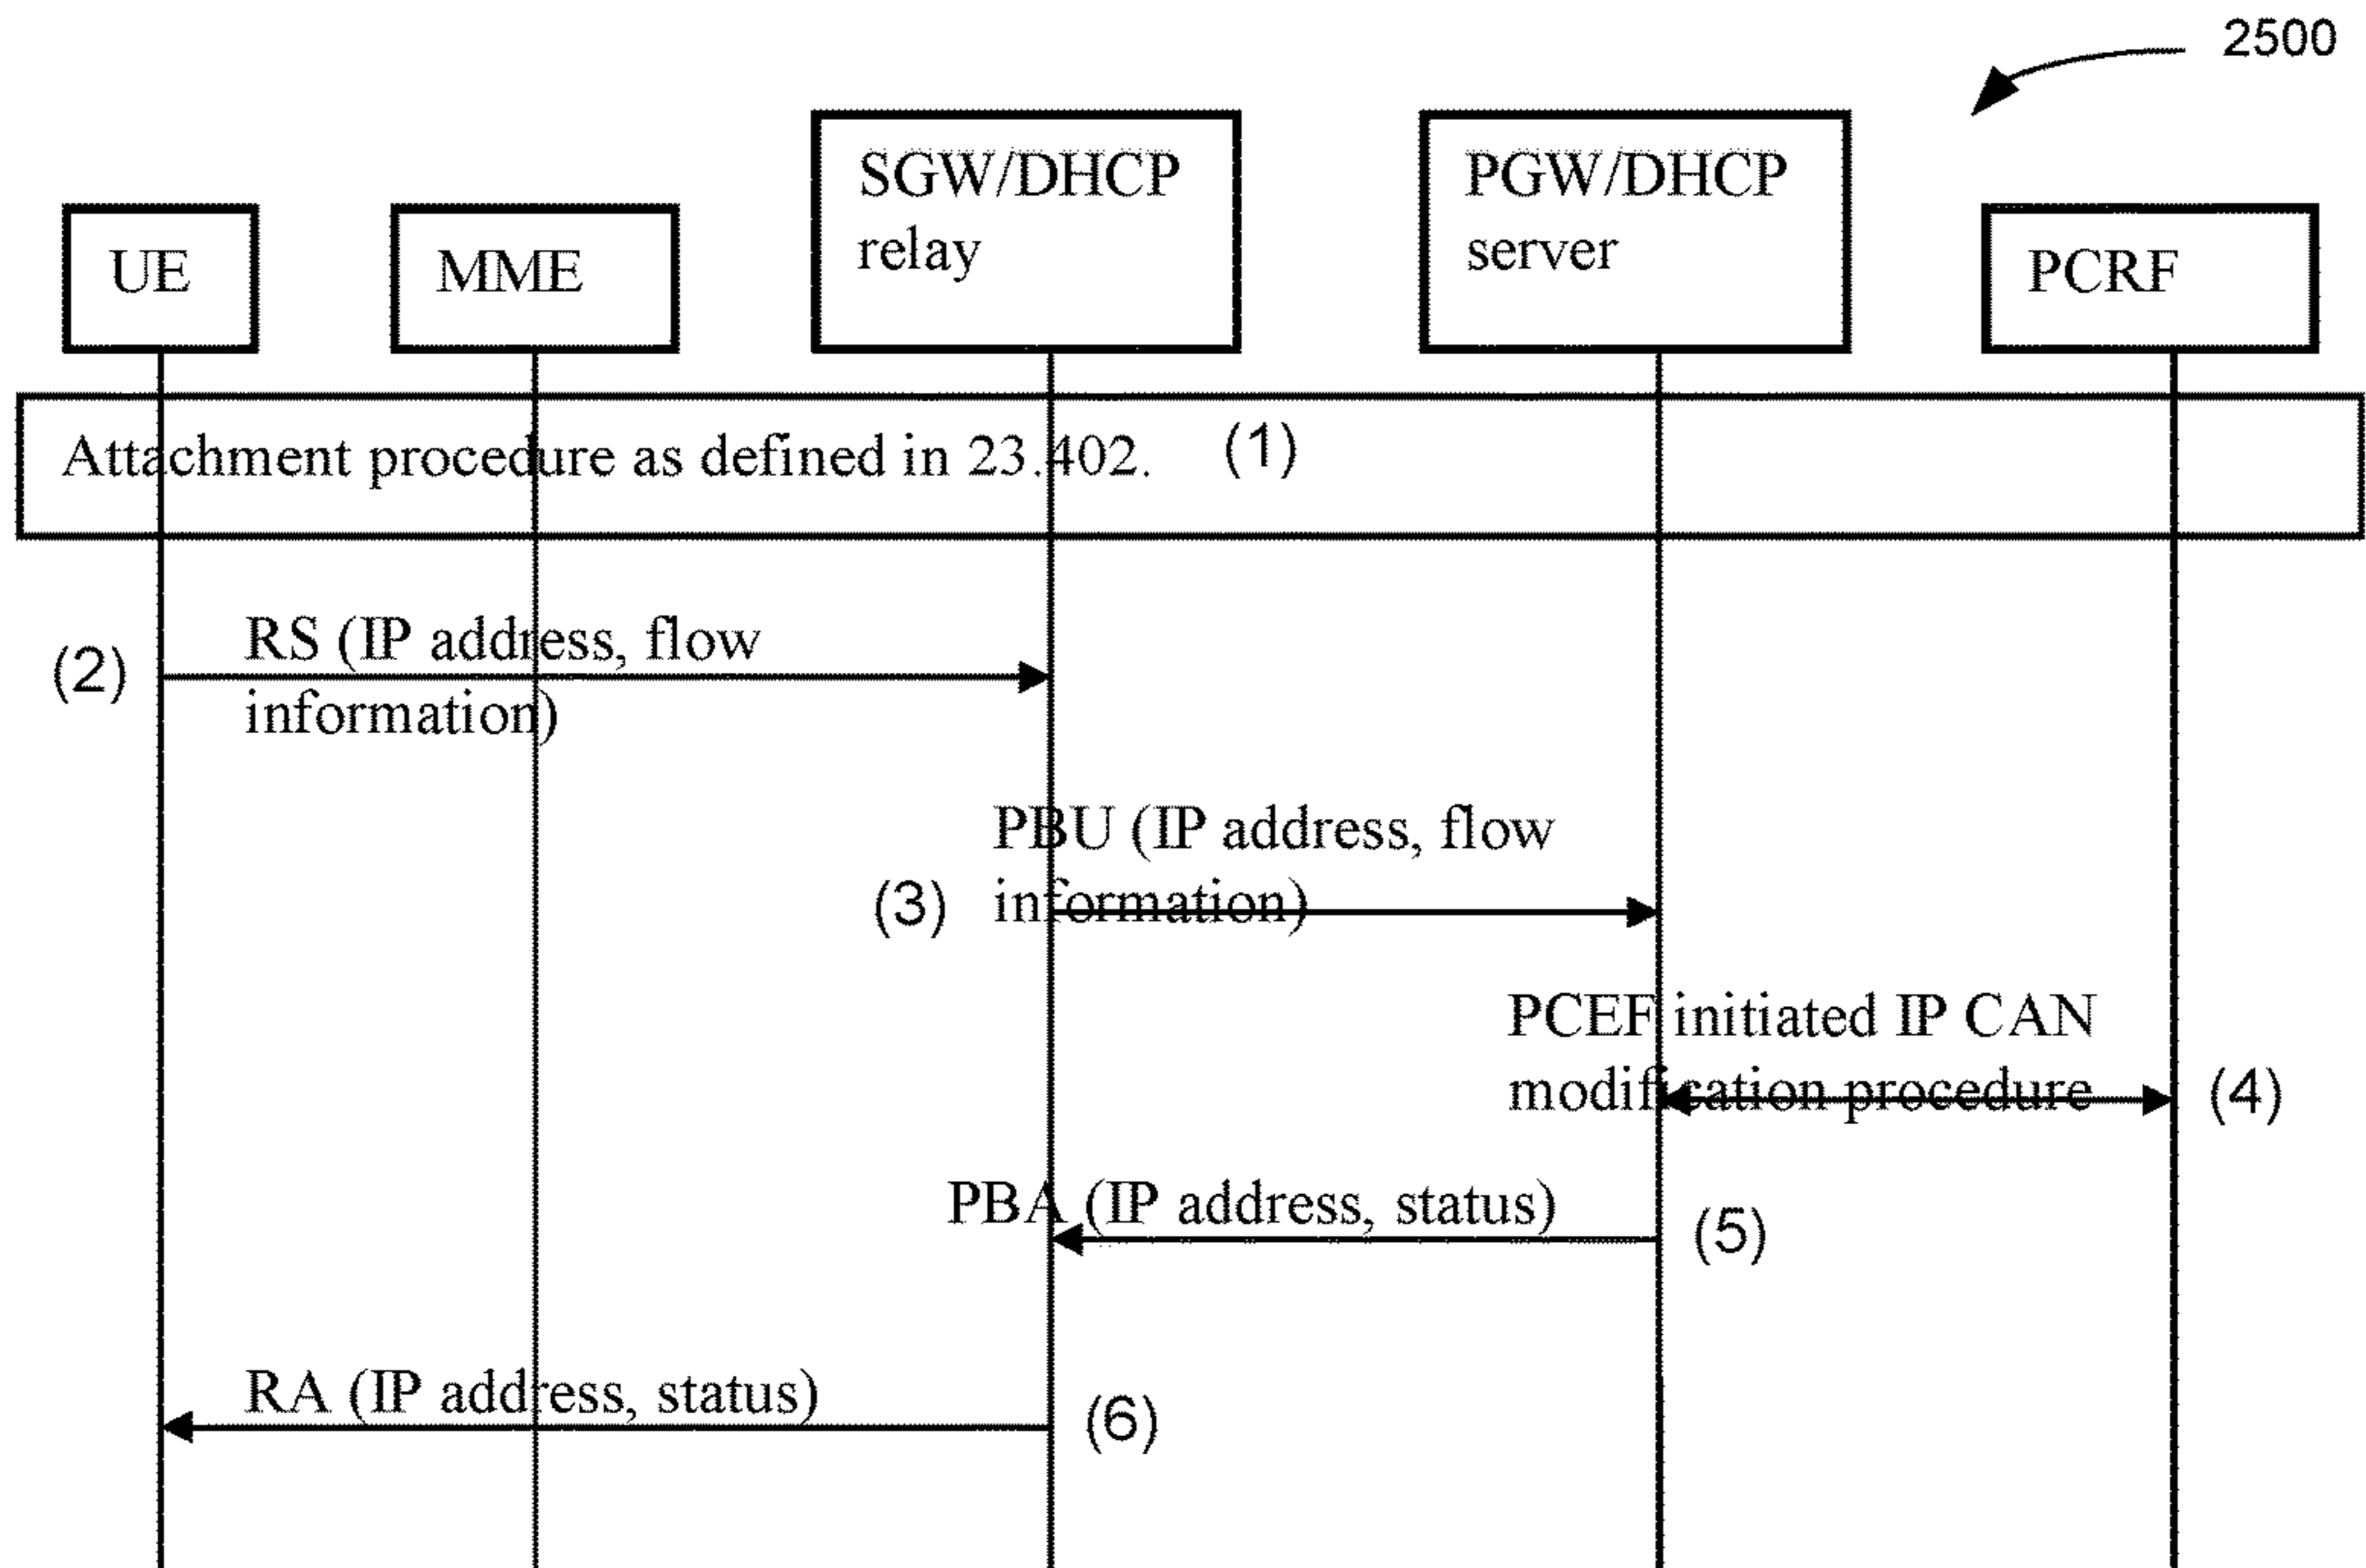 2500
SGW/DHCP
relay
PGW/DHCP
server
UE
MME
PCRF
Attachment procedure as defined in 23.402. (1)
RS (IP address, flow
(2)
information)
PBU (IP address, flow
(3) information)
PCEF initiated IP CAN
modification procedure (4)
PBA (IP address, status) (5)
RA (IP address, status) (6)